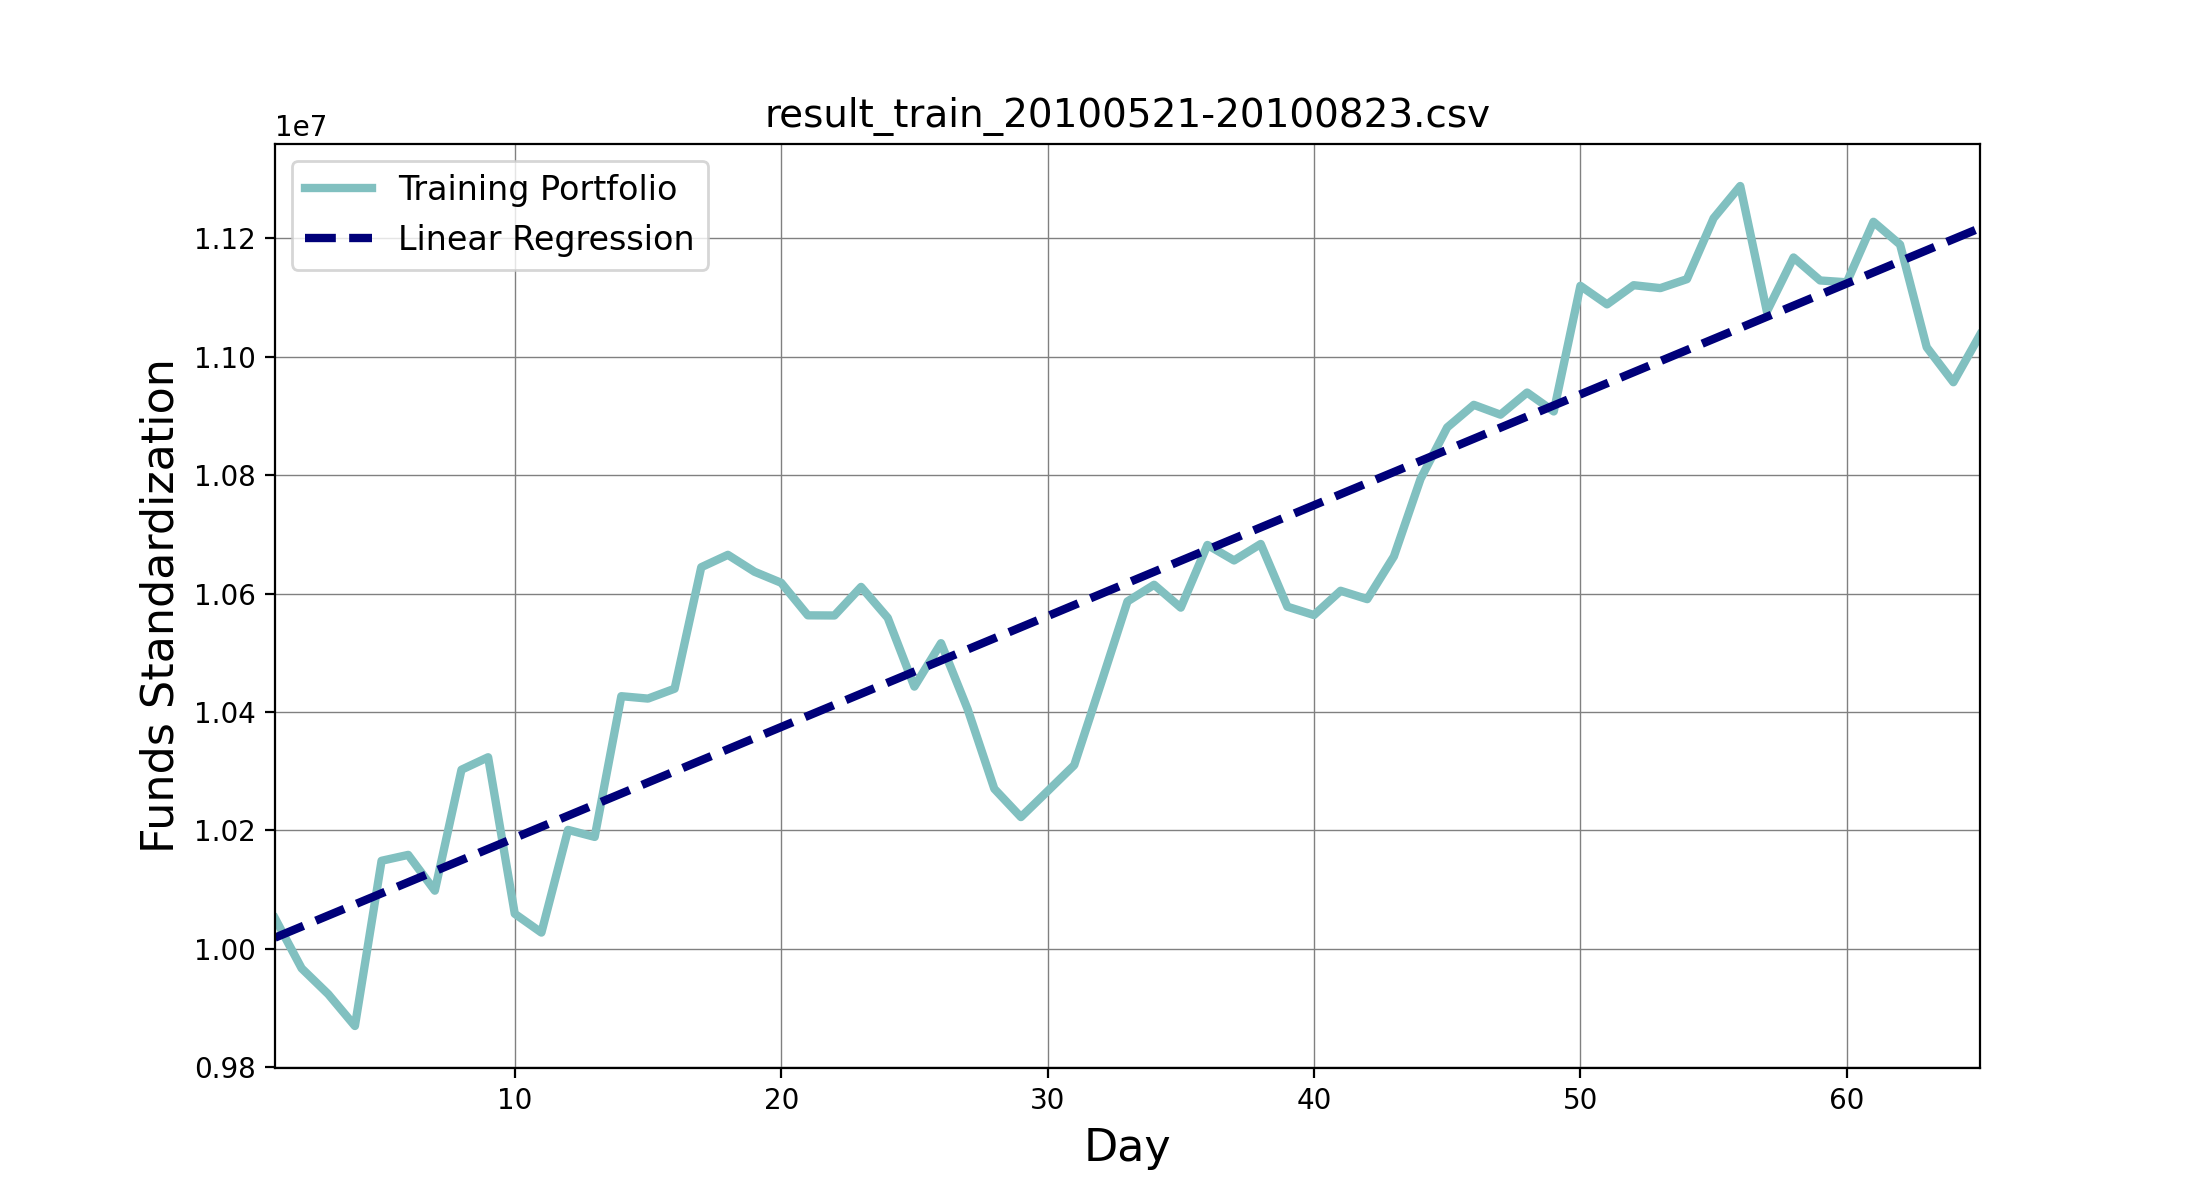 result_train_20100521-20100823.csv
1e7
Training Portfolio
Linear Regression
1.12
1.10
1.08
1.06
1.04
1.02
1.00
0.98
Funds Standardization
10 20 30 40 50 60
Day